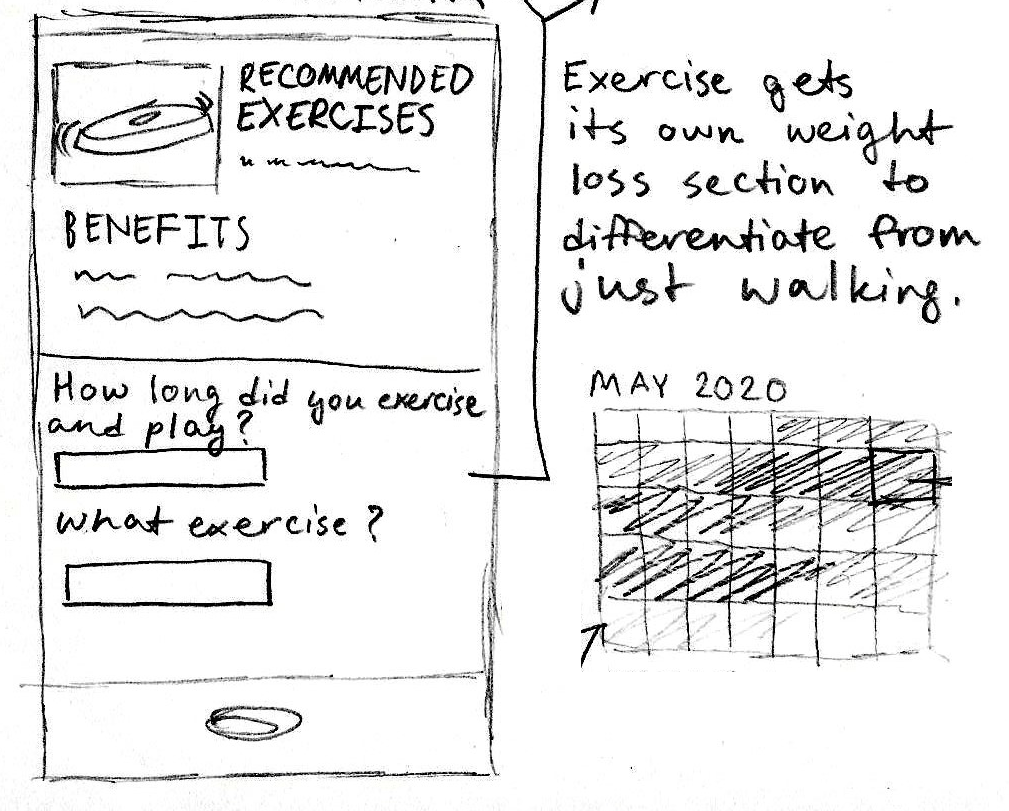 RECOMMENDED
EXERCISES
BENEFITS
How long did you exercise
and play?
What exercise?
Exercise gets
its own weight
loss section to
differentiate from
just walking.
MAY 2020